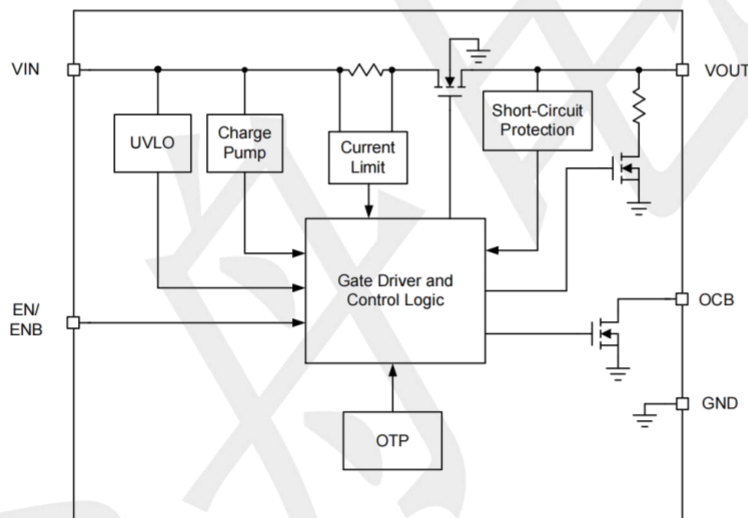 VIN
VOUT
UVLO
Charge
Pump
Current
Limit
Short-Circuit
Protection
Gate Driver and
Control Logic
EN/
ENB
OCB
GND
OTP